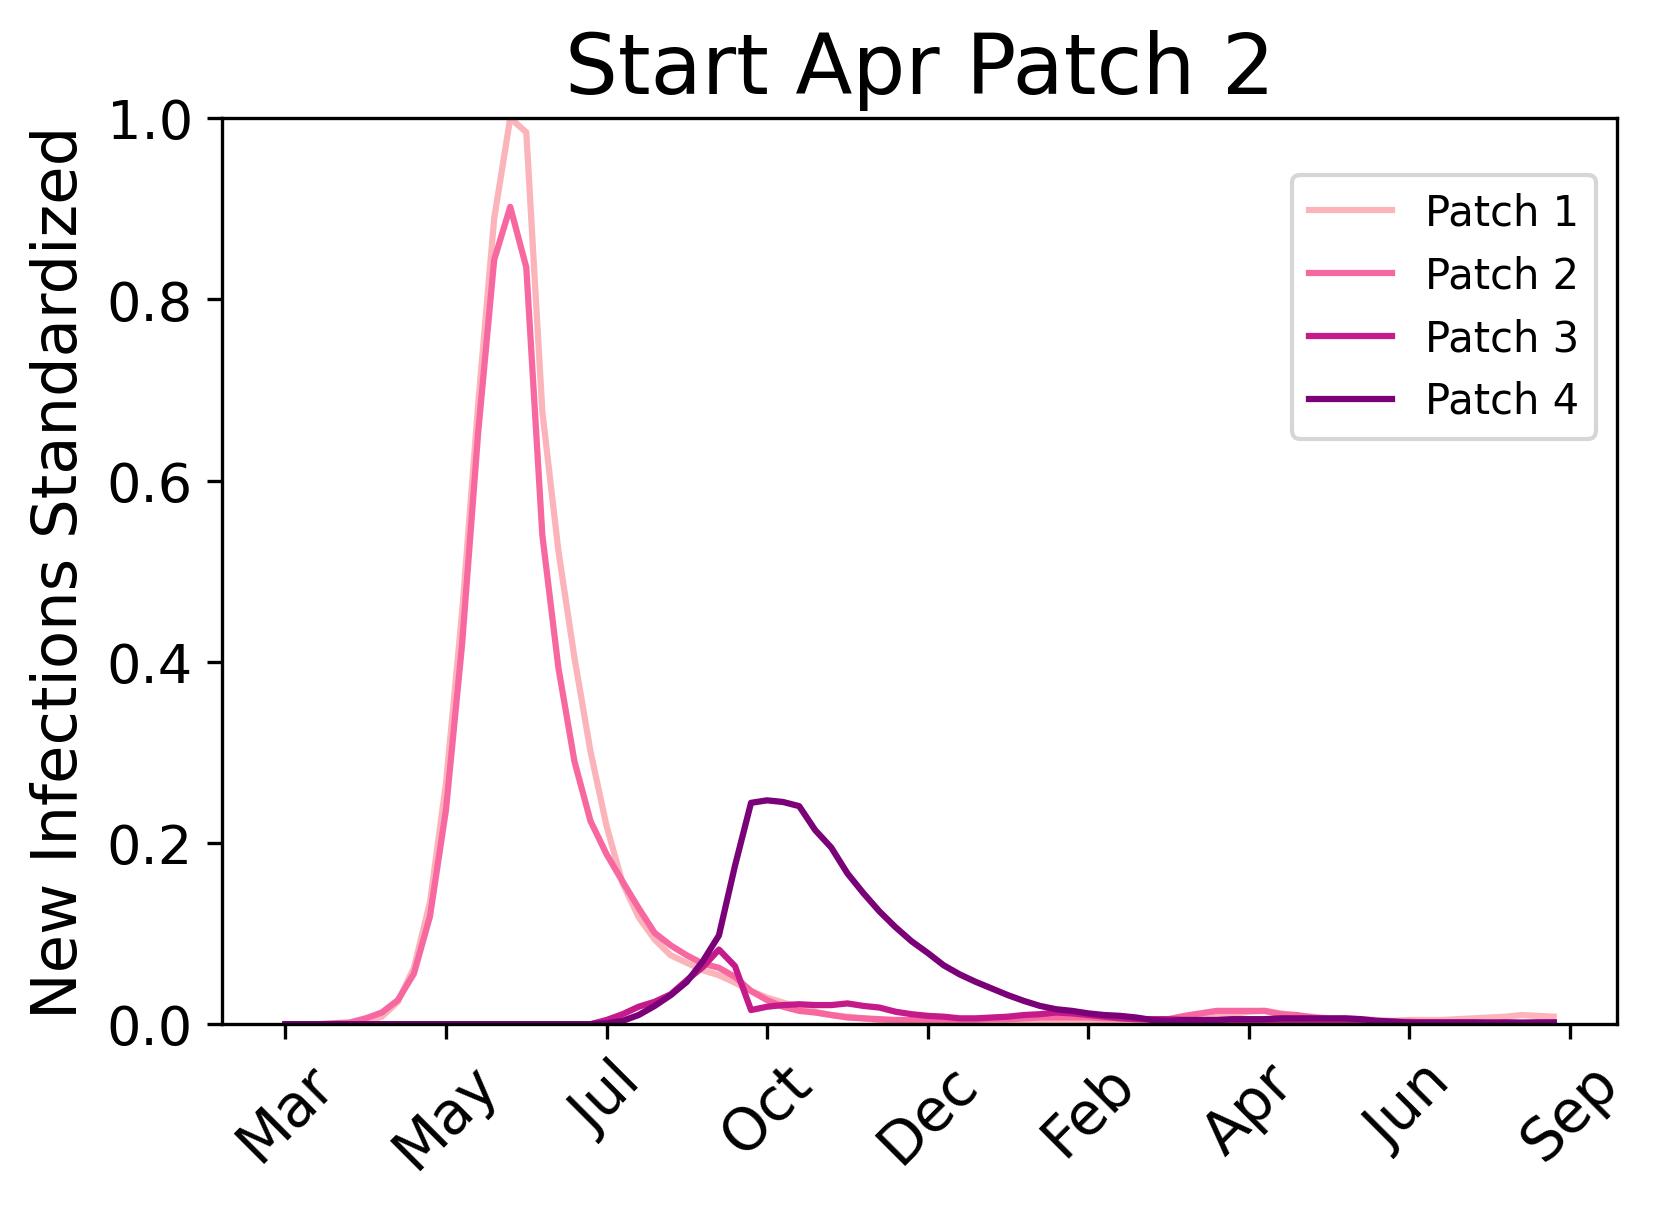 Start Apr Patch 2
New Infections Standardized
1.0
0.8
0.6
0.4
0.2
0.0
Patch 1
Patch 2
Patch 3
Patch 4
Mar May Jul Oct Dec Feb Apr Jun Sep